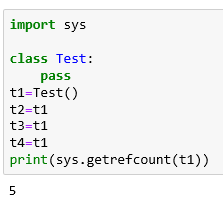 import sys
class Test:
    pass
t1=Test()
t2=t1
t3=t1
t4=t1
print(sys.getrefcount(t1))
5